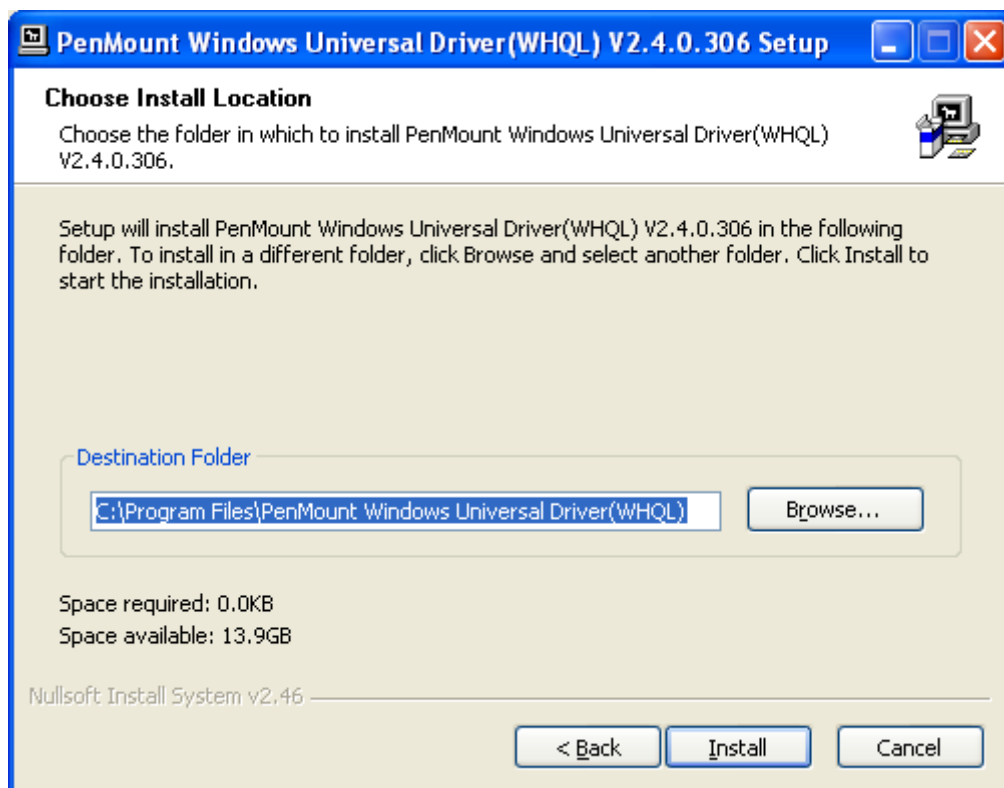 PenMount Windows Universal Driver(WHQL) V2.4.0.306 Setup
Choose Install Location
Choose the folder in which to install PenMount Windows Universal Driver(WHQL)
V2.4.0.306.
Setup will install PenMount Windows Universal Driver(WHQL) V2.4.0.306 in the following
folder. To install in a different folder, click Browse and select another folder. Click Install to
start the installation.
Destination Folder
C:\Program Files\PenMount Windows Universal Driver(WHQL)
Browse...
Space required: 0.0KB
Space available: 13.9GB
Nullsoft Install System v2.46
< Back
Install
Cancel